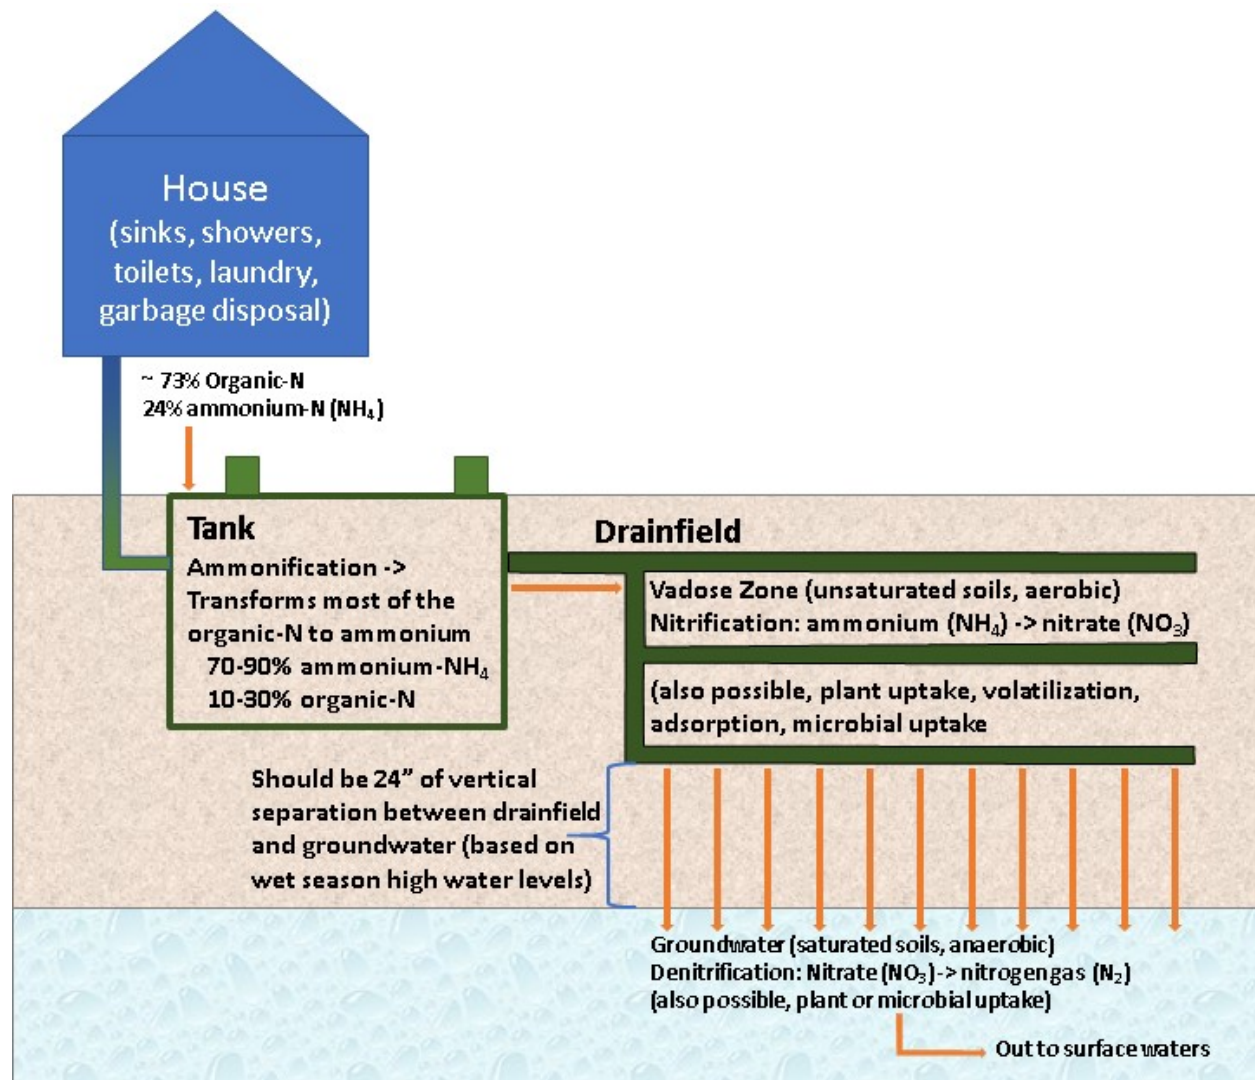 House
(sinks, showers,
toilets, laundry,
garbage disposal)
~ 73% Organic-N
24% ammonium-N (NH₄)
Tank
Ammonification ->
Transforms most of the
organic-N to ammonium
70-90% ammonium-NH₄
10-30% organic-N
Drainfield
Vadose Zone (unsaturated soils, aerobic)
Nitrification: ammonium (NH₄) -> nitrate (NO₃)
(also possible, plant uptake, volatilization,
adsorption, microbial uptake
Should be 24” of vertical
separation between drainfield
and groundwater (based on
wet season high water levels)
Groundwater (saturated soils, anaerobic)
Denitrification: Nitrate (NO₃)-> nitrogen gas (N₂)
(also possible, plant or microbial uptake)
Out to surface waters